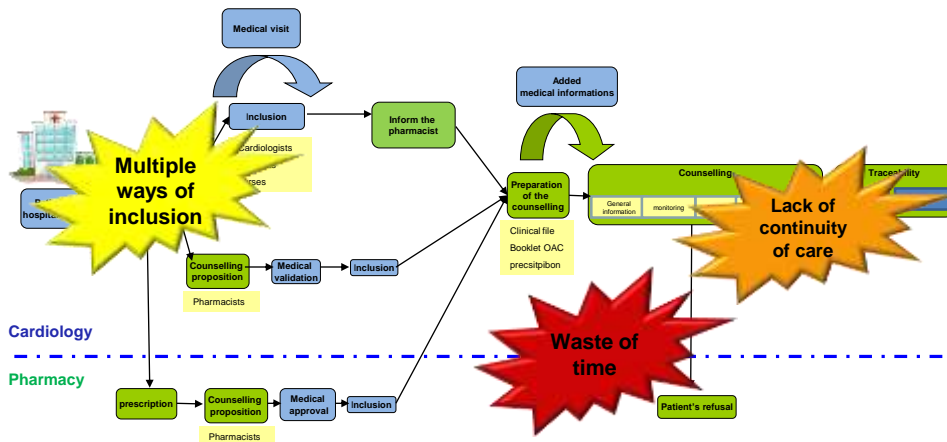 Medical visit
Added
medical informations
Inclusion
Inform the
pharmacist
Cardiologists
Multiple
ways of
inclusion
Counselling
Traceability
Preparation
of the
counselling
General
information
monitoring
Lack of
continuity
of care
Clinical file
Booklet OAC
precsitpibon
Counselling
proposition
Medical
validation
Inclusion
Pharmacists
Waste of
time
Cardiology
Pharmacy
prescription
Counselling
proposition
Medical
approval
Inclusion
Patient's refusal
Pharmacists